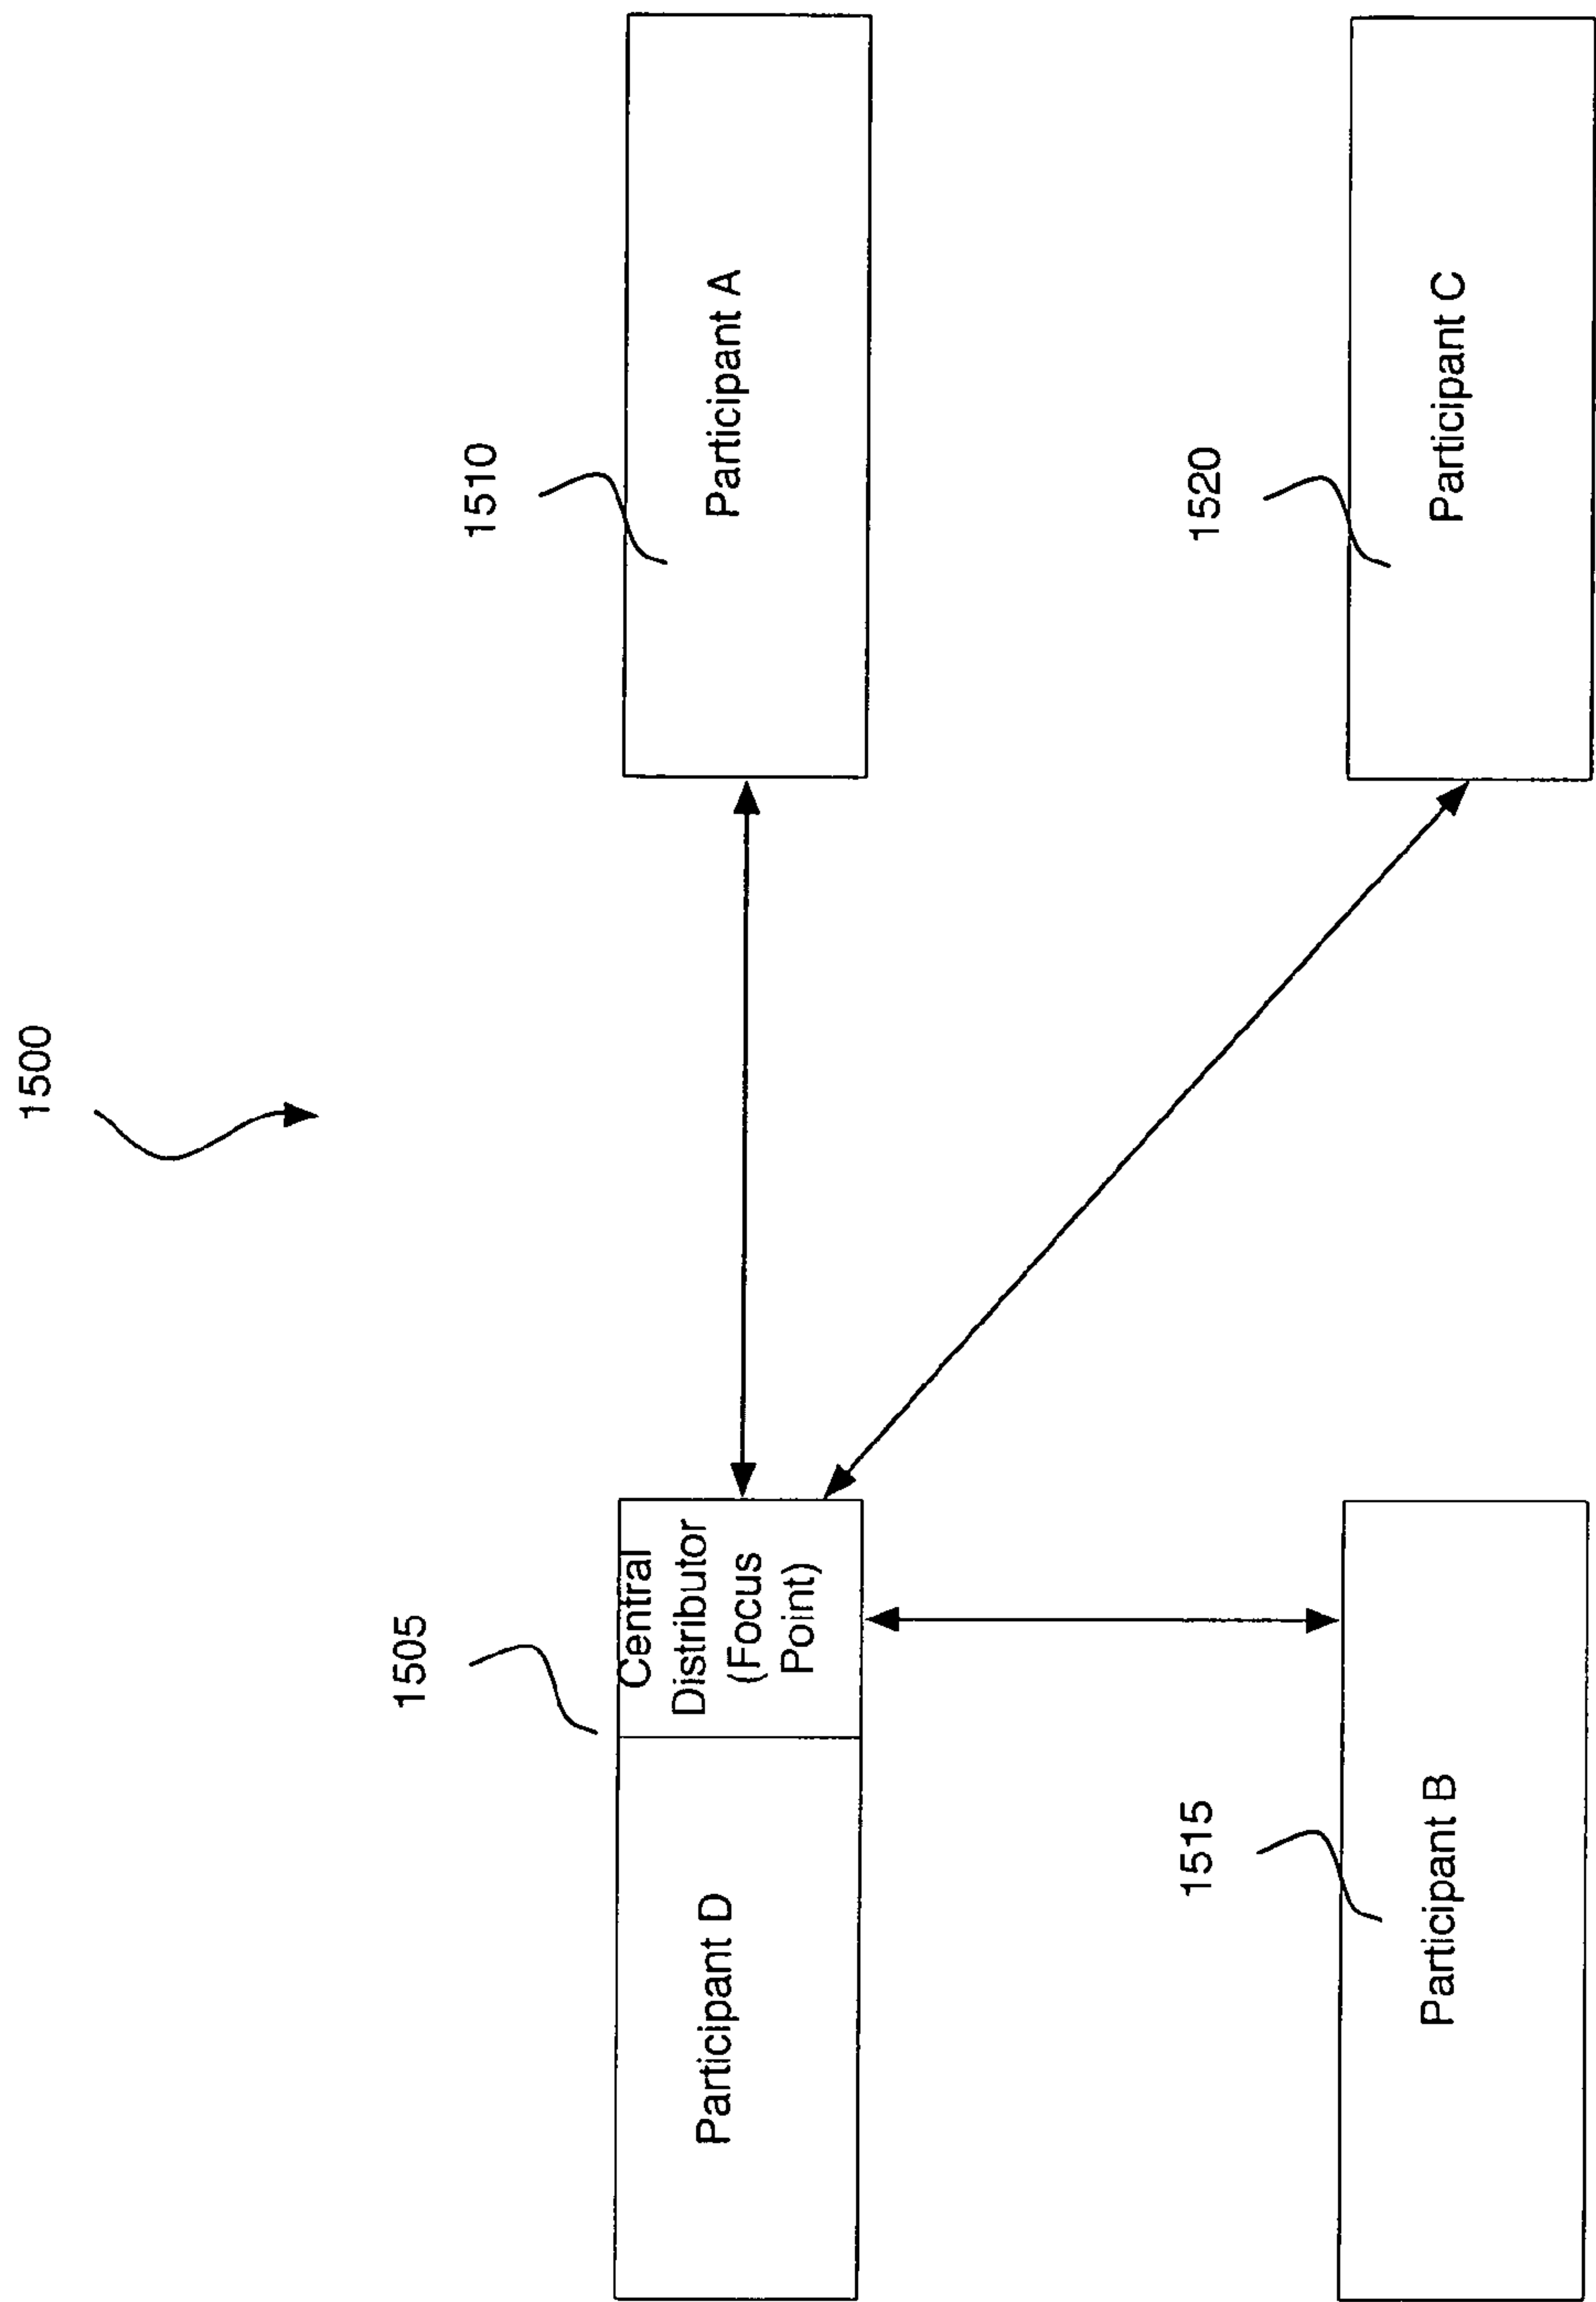 1500
1505
Participant D
Central
Distributor
(Focus
Point)
1510
Participant A
1515
Participant B
1520
Participant C